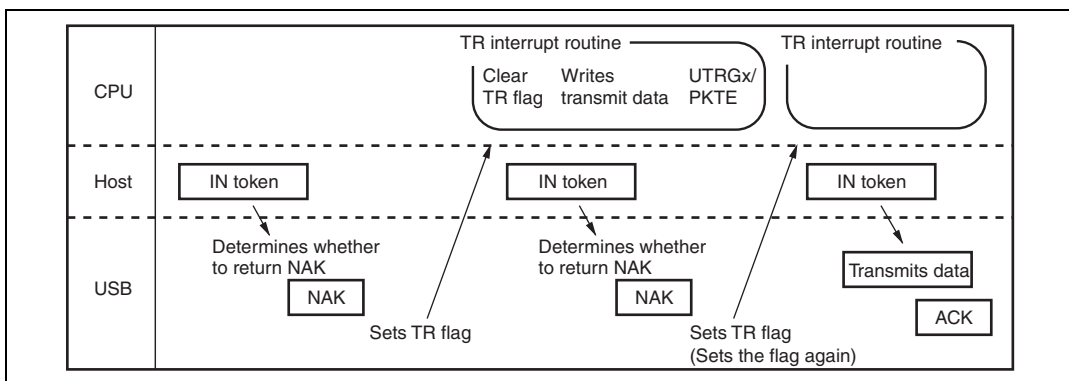 TR interrupt routine
TR interrupt routine
CPU
Clear Writes UTRGx/
TR flag transmit data PKTE
Host
IN token
IN token
IN token
USB
Determines whether
to return NAK
NAK
Sets TR flag
Determines whether
to return NAK
NAK
Sets TR flag
(Sets the flag again)
Transmits data
ACK